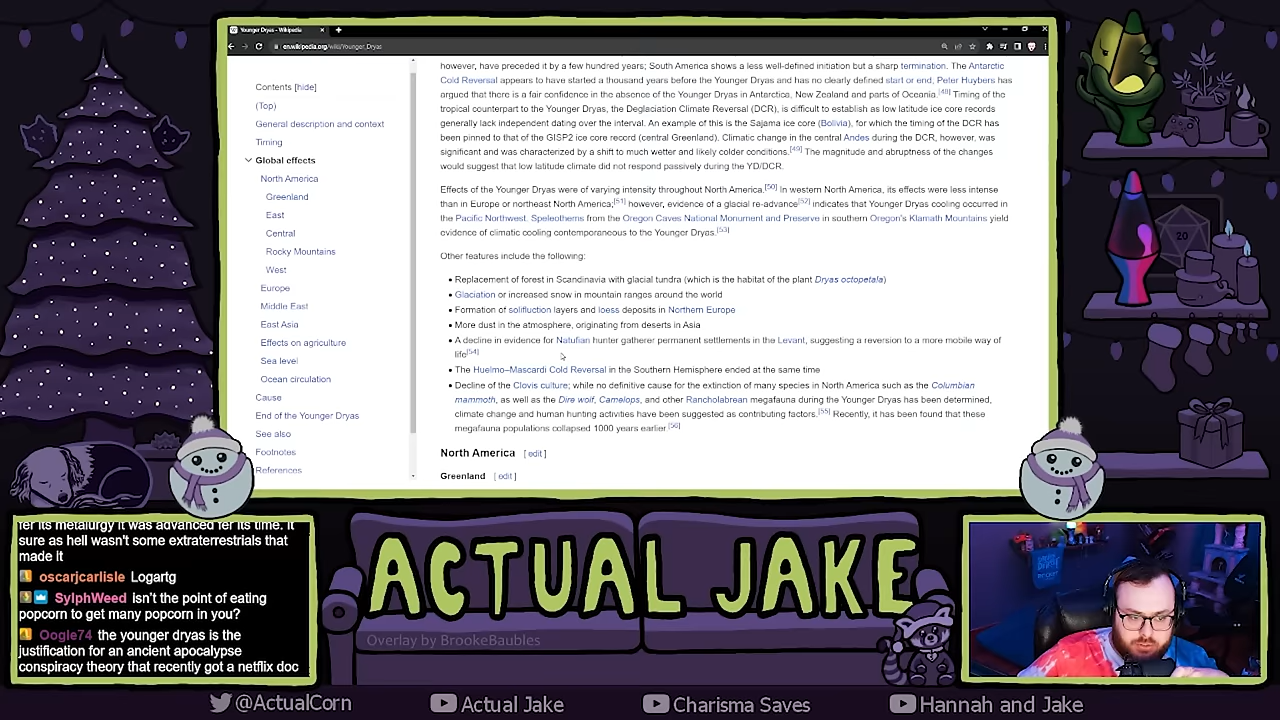 Younger Dryas - Wikipedia
en.wikipedia.org/wiki/Younger_Dryas
Contents [hide]
(Top)
General description and context
Timing
Global effects
North America
Greenland
East
Central
Rocky Mountains
West
Europe
Middle East
East Asia
Effects on agriculture
Sea level
Ocean circulation
Cause
End of the Younger Dryas
See also
Footnotes
References
however, have preceded it by a few hundred years; South America shows a less well-defined initiation but a sharp termination. The Antarctic
Cold Reversal appears to have started a thousand years before the Younger Dryas and has no clearly defined start or end, Peter Huybers has
argued that there is a fair confidence in the absence of the Younger Dryas in Antarctica, New Zealand and parts of Oceania.[48] Timing of the
tropical counterpart to the Younger Dryas, the Deglaciation Climate Reversal (DCR), is difficult to establish as low latitude ice core records
generally lack independent dating over the interval. An example of this is the Sajama ice core (Bolivia), for which the timing of the DCR has
been pinned to that of the GISP2 ice core record (central Greenland). Climatic change in the central Andes during the DCR, however, was
significant and was characterized by a shift to much wetter and likely colder conditions.[49] The magnitude and abruptness of the changes
would suggest that low latitude climate did not respond passively during the YD/DCR.
Effects of the Younger Dryas were of varying intensity throughout North America.[50] In western North America, its effects were less intense
than in Europe or northeast North America;[51] however, evidence of a glacial re-advance[52] indicates that Younger Dryas cooling occurred in
the Pacific Northwest. Speleothems from the Oregon Caves National Monument and Preserve in southern Oregon's Klamath Mountains yield
evidence of climatic cooling contemporaneous to the Younger Dryas.[53]
Other features include the following:
• Replacement of forest in Scandinavia with glacial tundra (which is the habitat of the plant Dryas octopetala)
• Glaciation or increased snow in mountain ranges around the world
• Formation of solifluction layers and loess deposits in Northern Europe
• More dust in the atmosphere, originating from deserts in Asia
• A decline in evidence for Natufian hunter gatherer permanent settlements in the Levant, suggesting a reversion to a more mobile way of
life[54]
• The Huelmo–Mascardi Cold Reversal in the Southern Hemisphere ended at the same time
• Decline of the Clovis culture; while no definitive cause for the extinction of many species in North America such as the Columbian
mammoth, as well as the Dire wolf, Camelops, and other Rancholabrean megafauna during the Younger Dryas has been determined,
climate change and human hunting activities have been suggested as contributing factors.[55] Recently, it has been found that these
megafauna populations collapsed 1000 years earlier [56]
North America [ edit ]
Greenland [ edit ]
20
fer its metalurgy it was advanced fer its time. It
sure as hell wasn't some extraterrestrials that
made it
oscarjcarlisle Logartg
SylphWeed isn't the point of eating
popcorn to get many popcorn in you?
Oogle74 the younger dryas is the
justification for an ancient apocalypse
conspiracy theory that recently got a netflix doc
ACTUAL JAKE
Overlay by BrookeBaubles
@ActualCorn
Actual Jake
Charisma Saves
Hannah and Jake